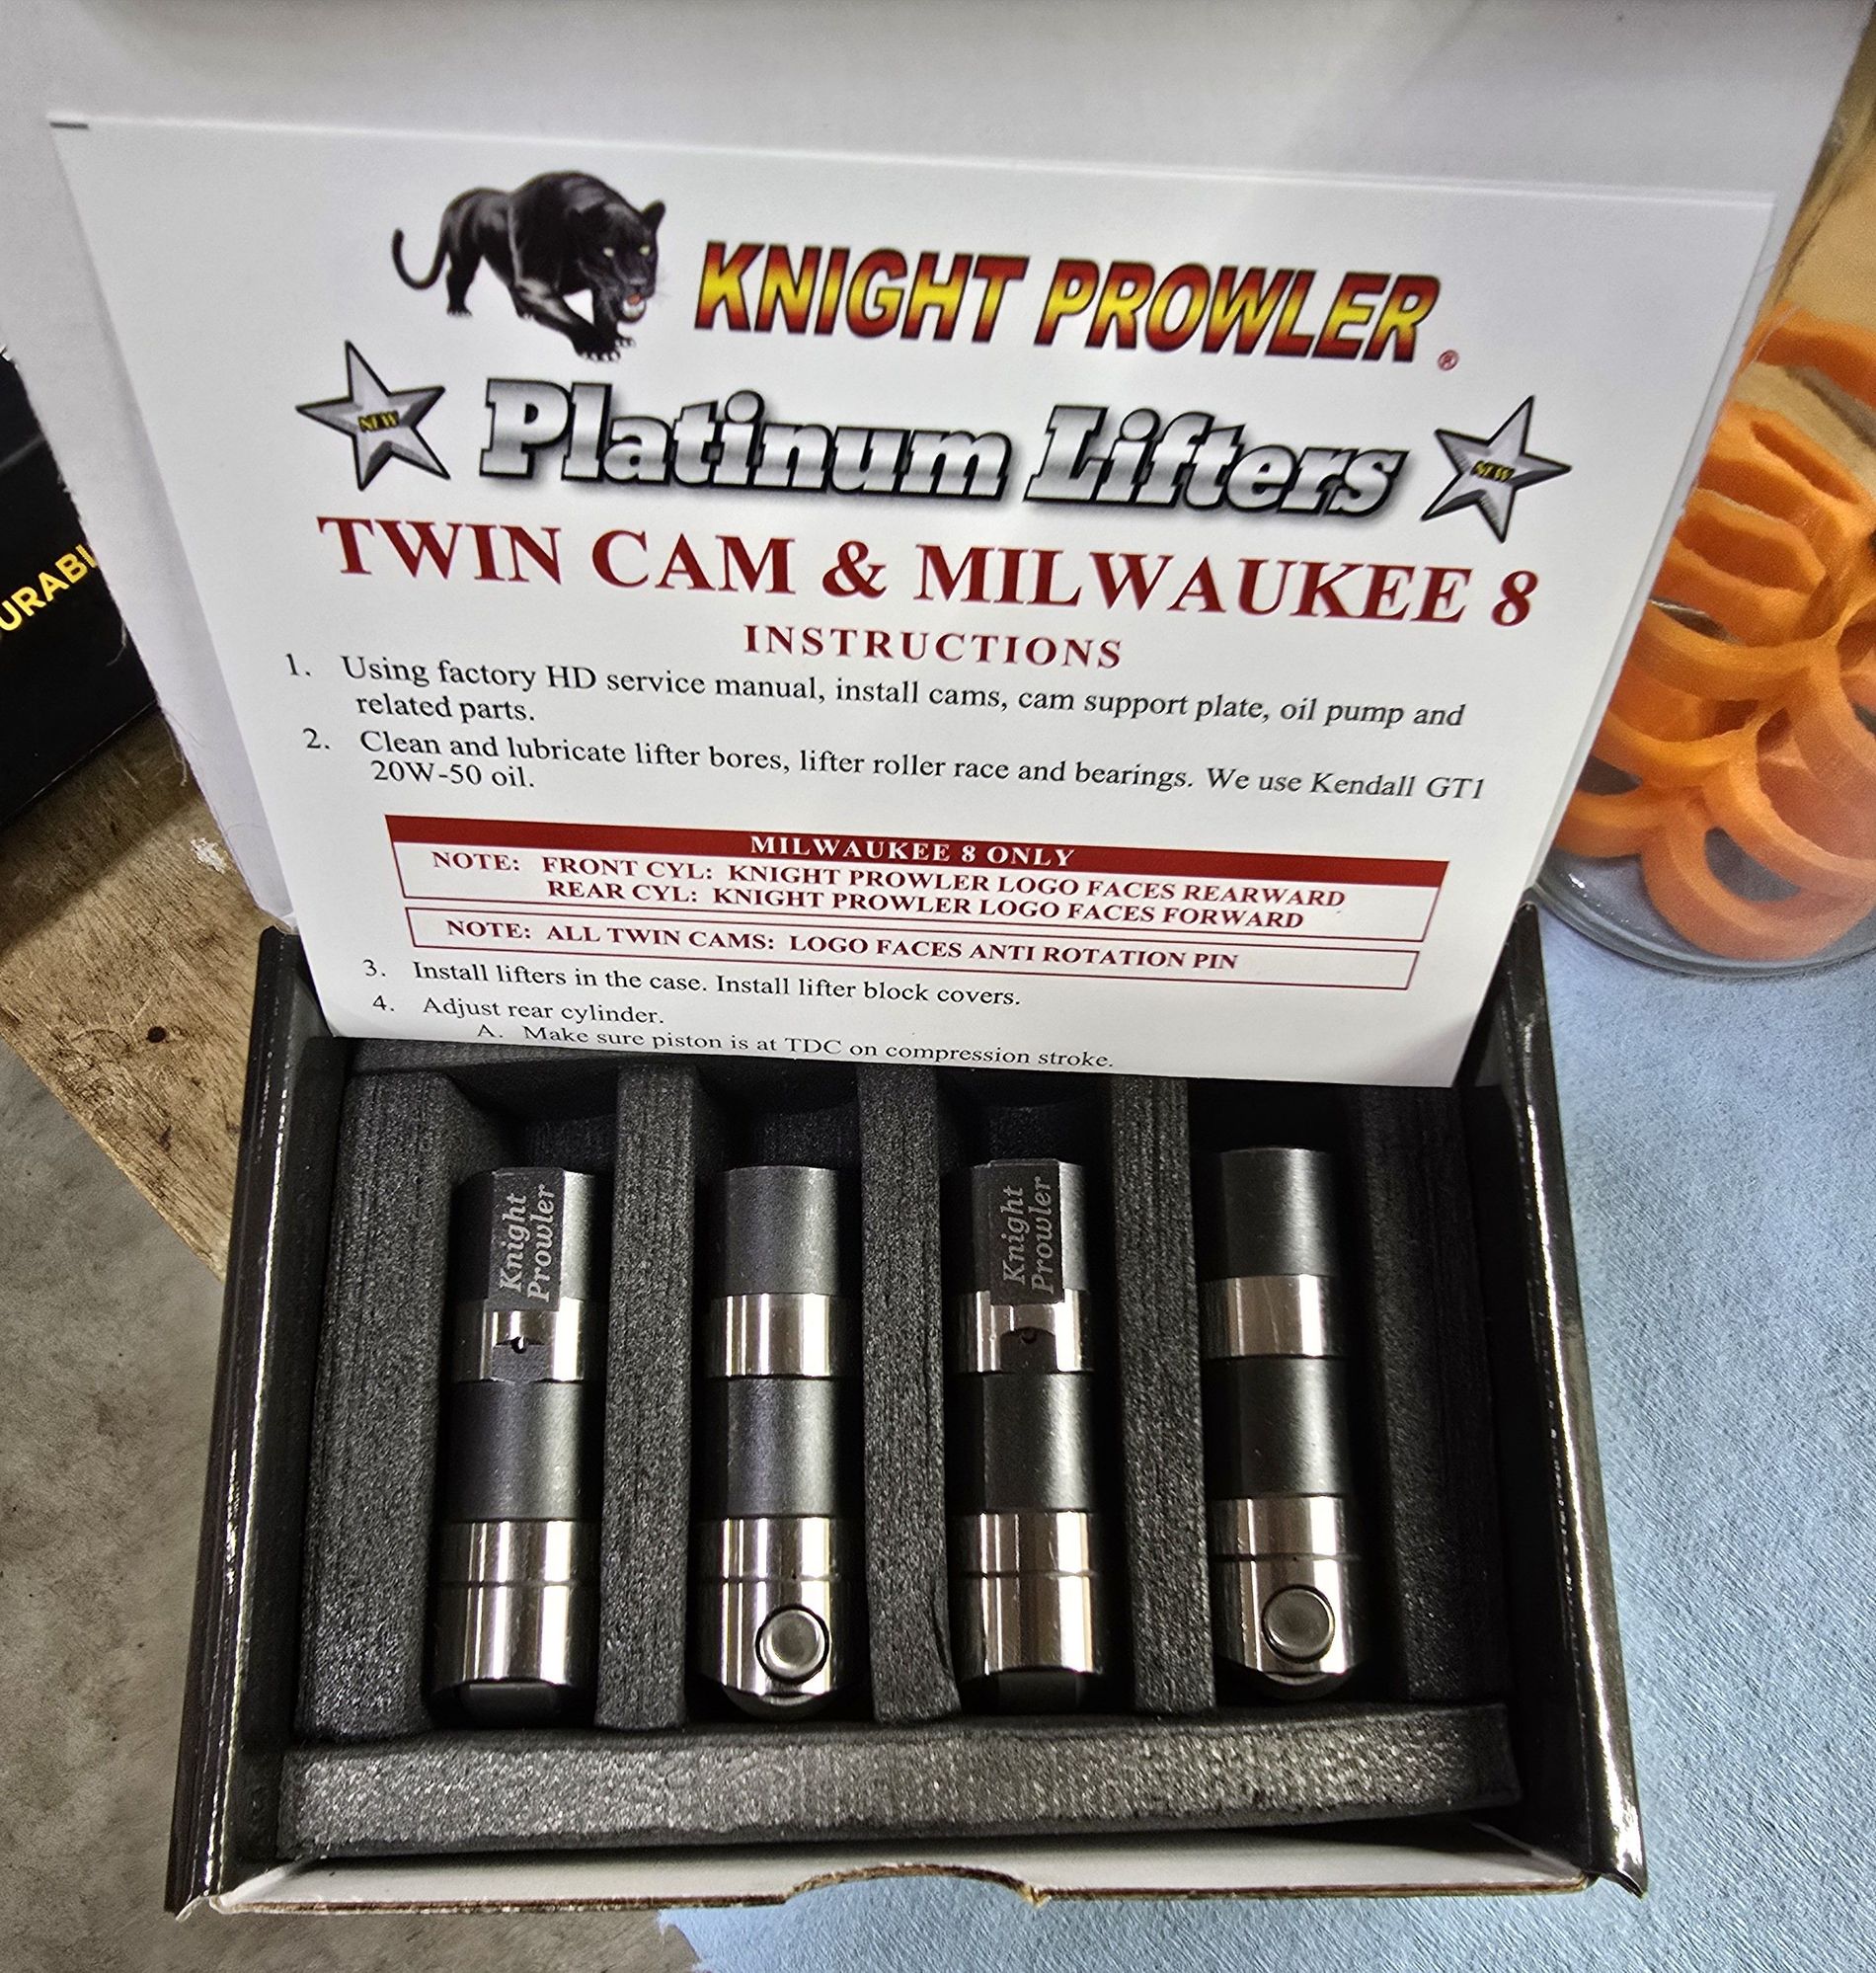 KNIGHT PROWLER®
NEW Platinum Lifters NEW
TWIN CAM & MILWAUKEE 8
INSTRUCTIONS
1. Using factory HD service manual, install cams, cam support plate, oil pump and
related parts.
2. Clean and lubricate lifter bores, lifter roller race and bearings. We use Kendall GT1
20W-50 oil.
MILWAUKEE 8 ONLY
NOTE: FRONT CYL: KNIGHT PROWLER LOGO FACES REARWARD
REAR CYL: KNIGHT PROWLER LOGO FACES FORWARD
NOTE: ALL TWIN CAMS: LOGO FACES ANTI ROTATION PIN
3. Install lifters in the case. Install lifter block covers.
4. Adjust rear cylinder.
A. Make sure piston is at TDC on compression stroke.
Knight
Prowler
Knight
Prowler